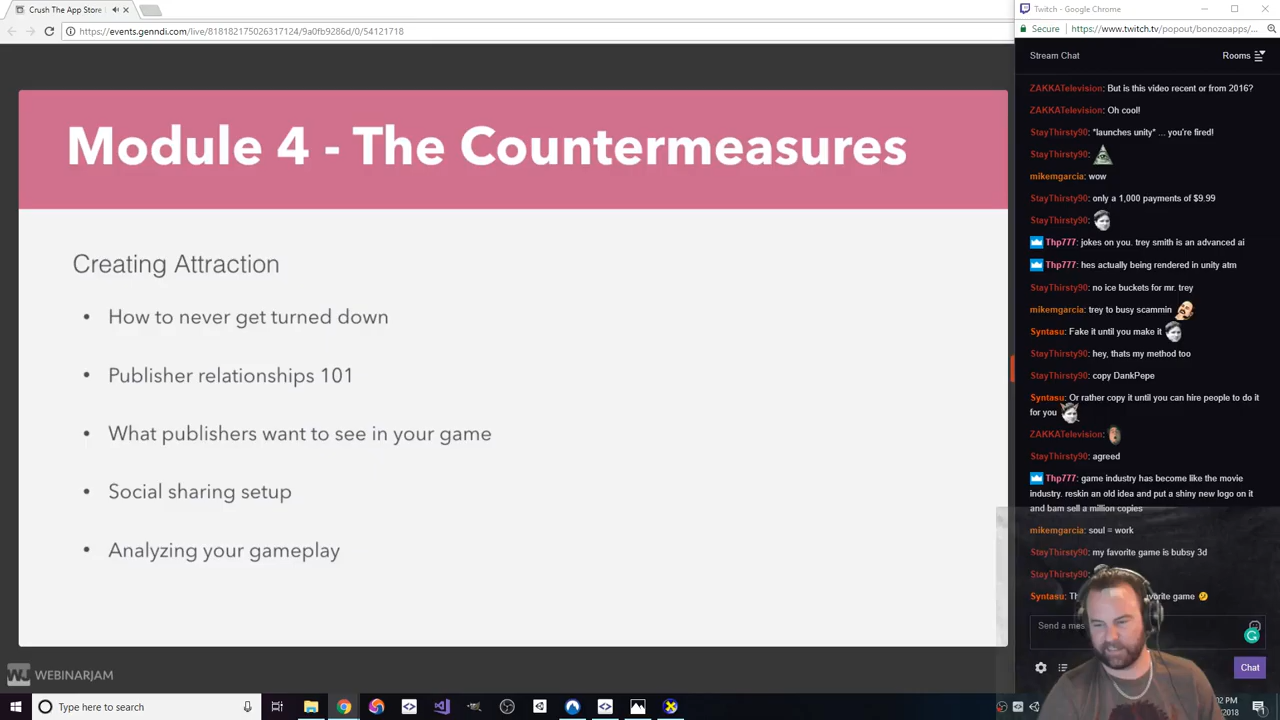 Crush The App Store
Twitch - Google Chrome
https://events.genndi.com/live/818182175026317124/9a0fb9286d/0/54121718
Secure https://www.twitch.tv/popout/bonozoapps/...
Stream Chat
Rooms
Module 4 - The Countermeasures
Creating Attraction
• How to never get turned down
• Publisher relationships 101
• What publishers want to see in your game
• Social sharing setup
• Analyzing your gameplay
WJ WEBINARJAM
ZAKKATelevision: But is this video recent or from 2016?
ZAKKATelevision: Oh cool!
StayThirsty90: *launches unity* ... you're fired!
StayThirsty90:
mikemgarcia: wow
StayThirsty90: only a 1,000 payments of $9.99
StayThirsty90:
Thp777: jokes on you. trey smith is an advanced ai
Thp777: hes actually being rendered in unity atm
StayThirsty90: no ice buckets for mr. trey
mikemgarcia: trey to busy scammin
Syntasu: Fake it until you make it
StayThirsty90: hey, thats my method too
StayThirsty90: copy DankPepe
Syntasu: Or rather copy it until you can hire people to do it
for you
ZAKKATelevision:
StayThirsty90: agreed
Thp777: game industry has become like the movie
industry. reskin an old idea and put a shiny new logo on it
and bam sell a million copies
mikemgarcia: soul = work
StayThirsty90: my favorite game is bubsy 3d
StayThirsty90:
Syntasu: game
Send a
Chat
Type here to search
02 PM
2018